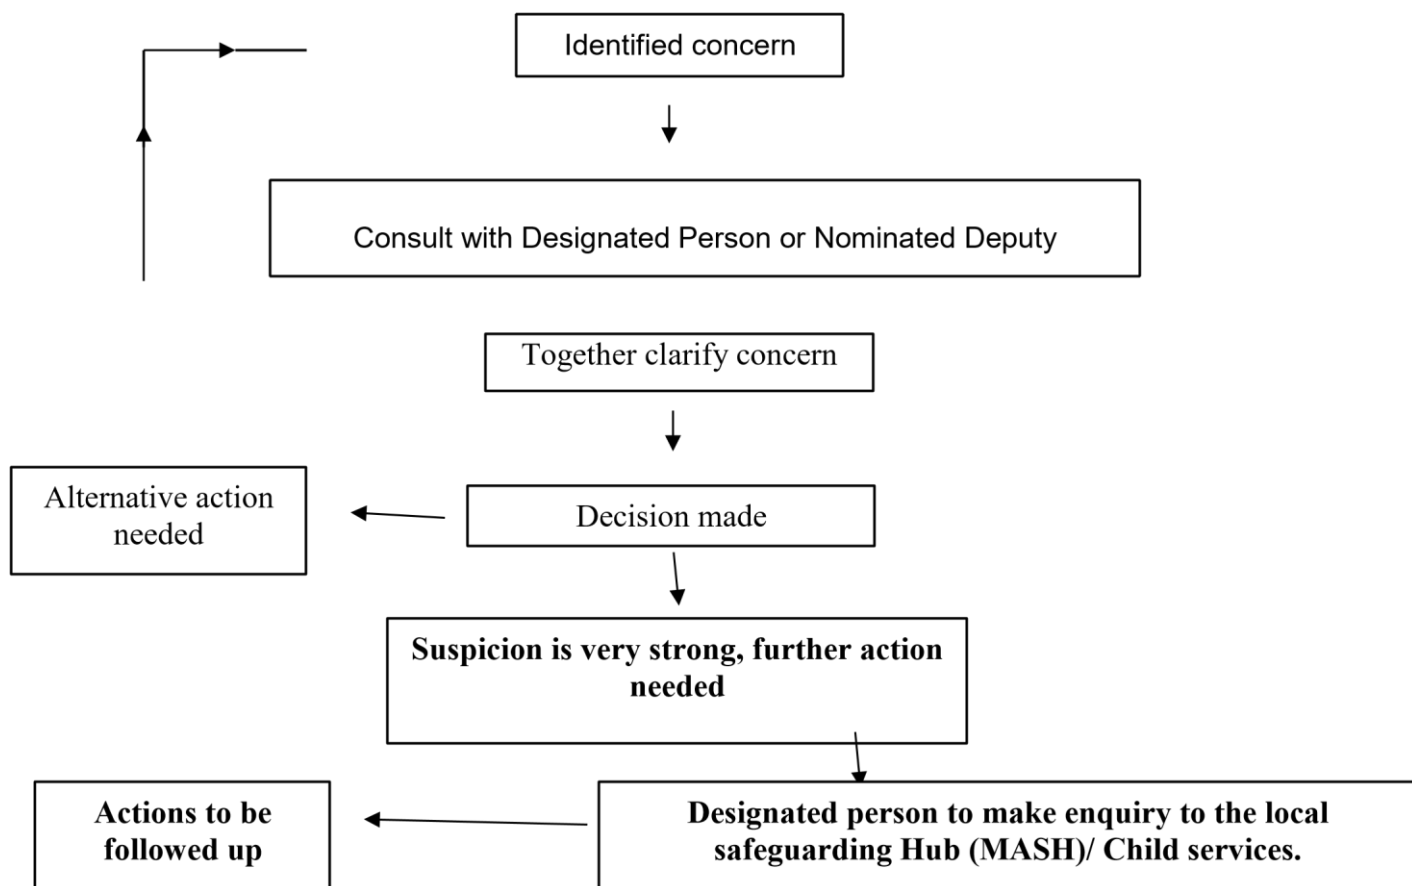 Identified concern
Consult with Designated Person or Nominated Deputy
Together clarify concern
Alternative action
needed
Decision made
Suspicion is very strong, further action
needed
Actions to be
followed up
Designated person to make enquiry to the local
safeguarding Hub (MASH)/ Child services.